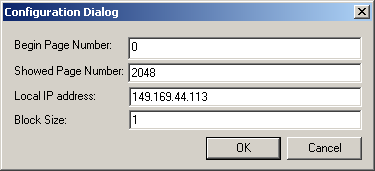 Configuration Dialog
Begin Page Number: 0
Showed Page Number: 2048
Local IP address: 149.169.44.113
Block Size: 1
OK Cancel